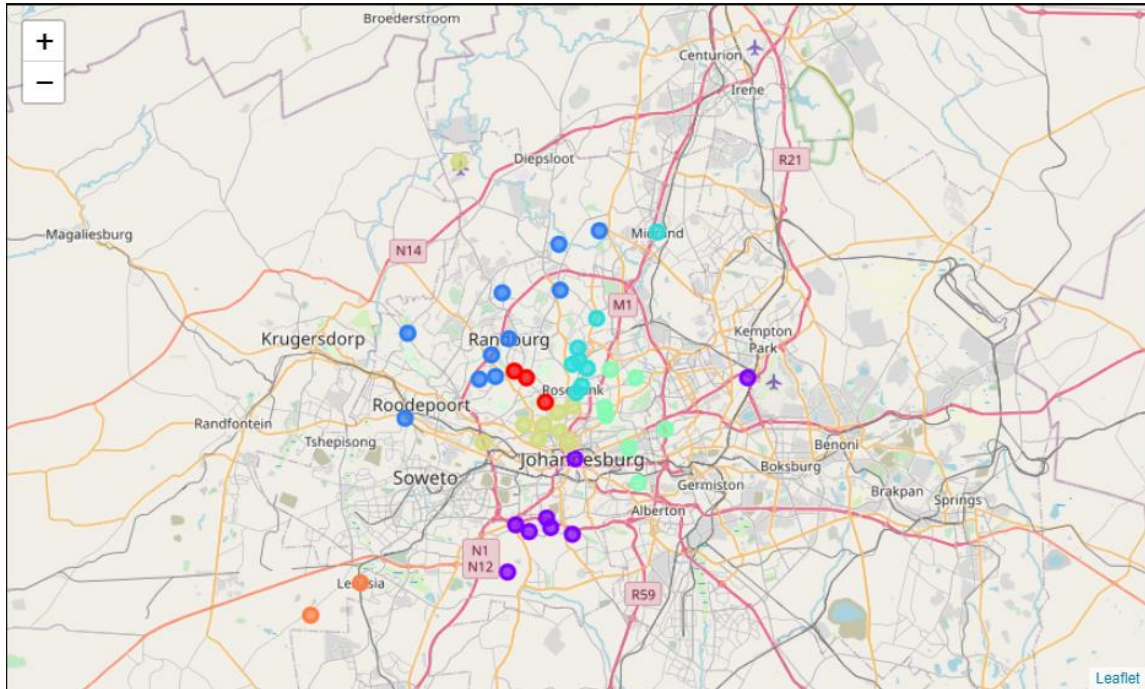 Broederstroom
+
−
Centurion
Irene
Diepsloot
R21
Magaliesburg
N14
Midrand
M1
Krugersdorp
Randburg
Kempton
Park
Rosebank
Roodepoort
Randfontein
Tshepisong
Johannesburg
Benoni
Boksburg
Soweto
Germiston
Brakpan
Springs
Alberton
N1
N12
Lenasia
R59
Leaflet